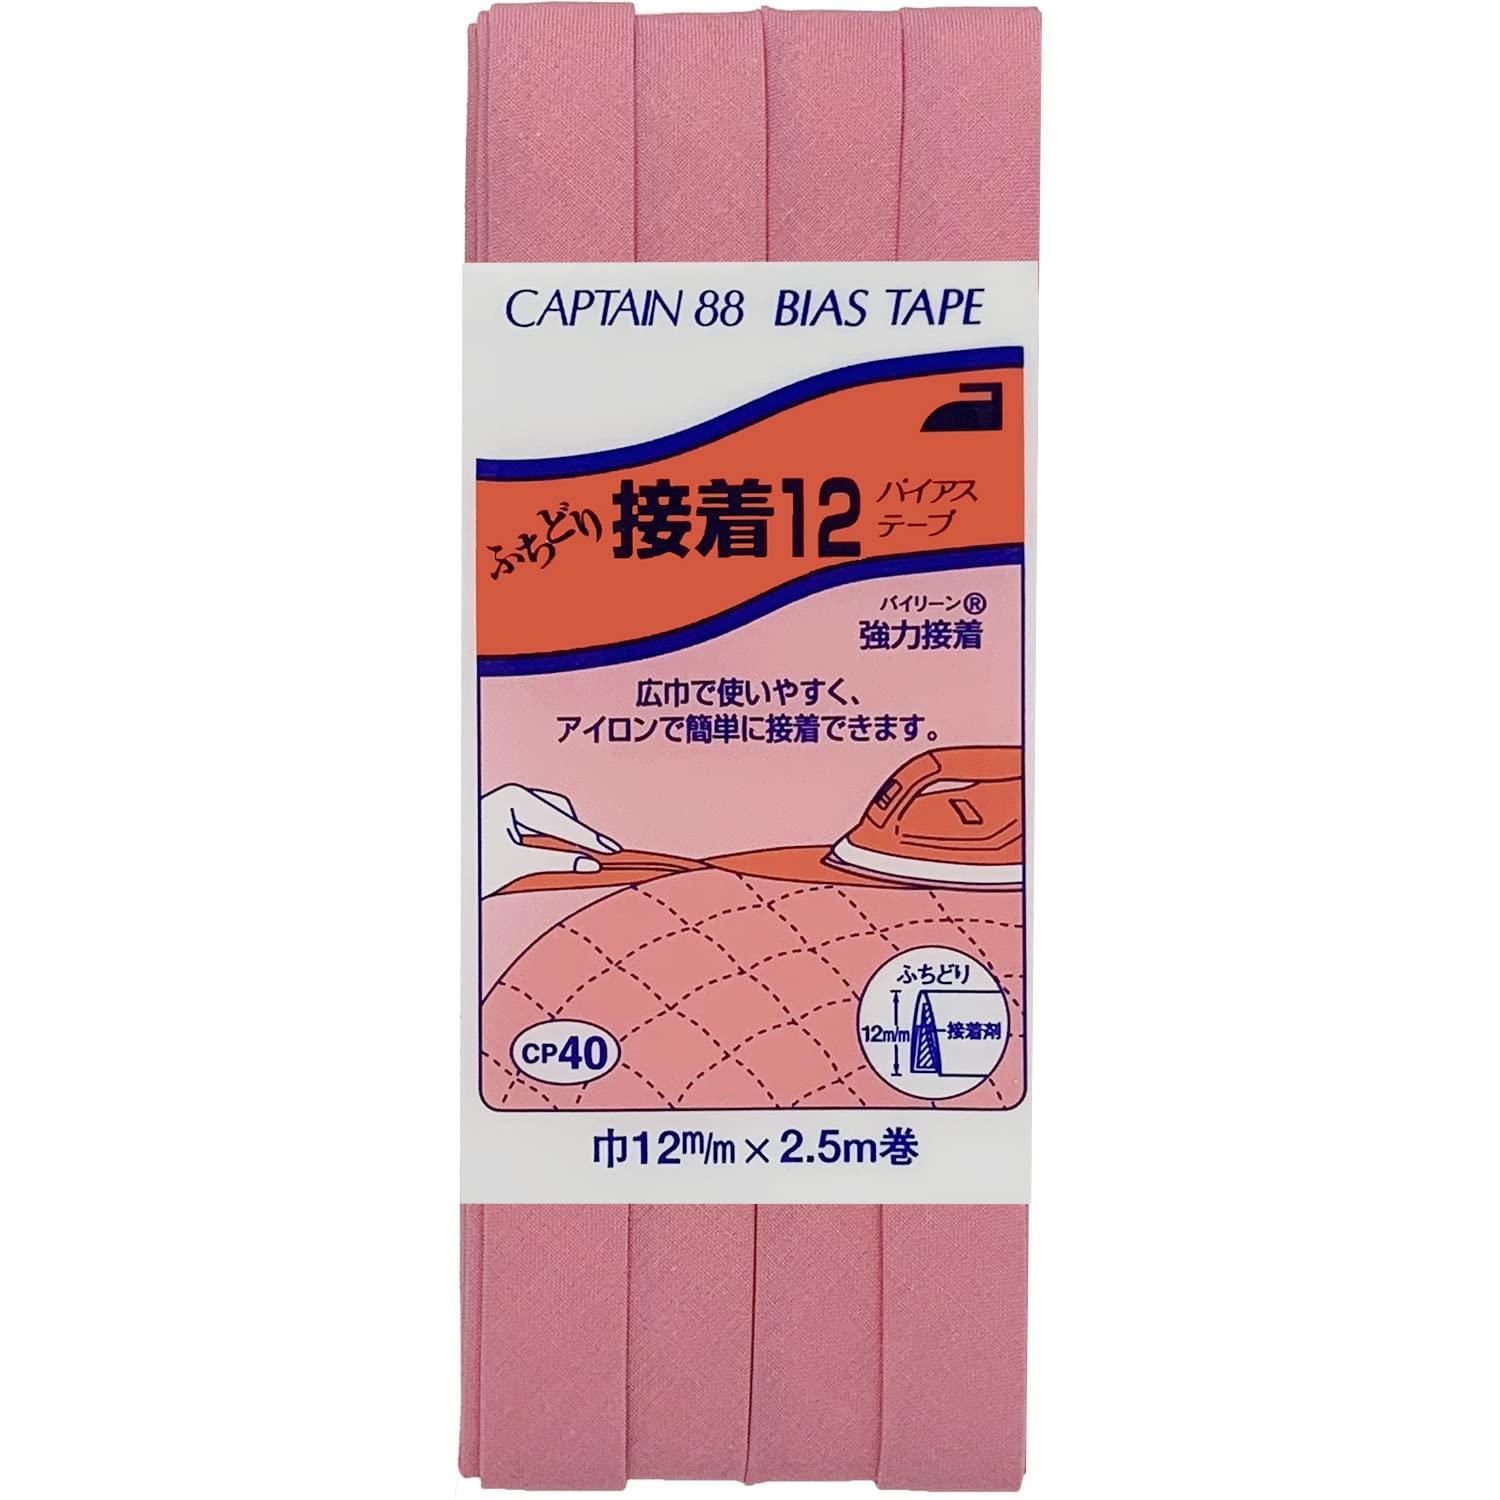 CAPTAIN 88 BIAS TAPE
ふちどり 接着12 バイアス
テープ
バイリーン®
強力接着
広巾で使いやすく、
アイロンで簡単に接着できます。
ふちどり
12m/m 接着剤
CP40
巾12m/m×2.5m巻